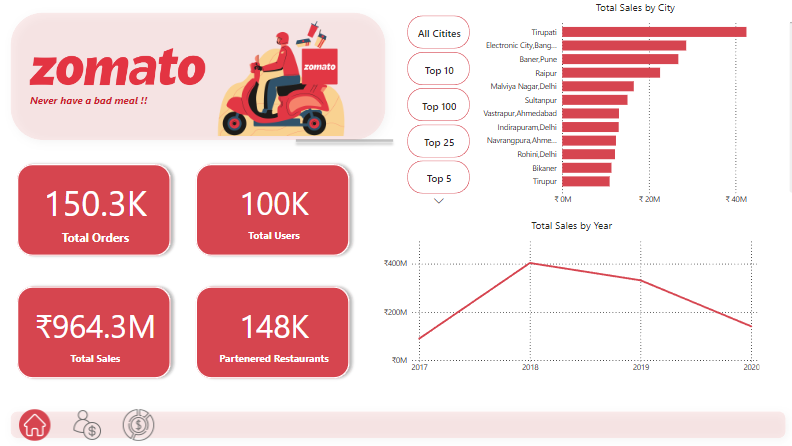 zomato
Never have a bad meal !!
zomato
150.3K
Total Orders
100K
Total Users
₹964.3M
Total Sales
148K
Partenered Restaurants
All Citites
Top 10
Top 100
Top 25
Top 5
Total Sales by City
Tirupati
Electronic City,Bang...
Baner,Pune
Raipur
Malviya Nagar,Delhi
Sultanpur
Vastrapur,Ahmedabad
Indirapuram,Delhi
Navrangpura,Ahme...
Rohini,Delhi
Bikaner
Tirupur
₹0M ₹20M ₹40M
Total Sales by Year
₹400M
₹200M
₹0M
2017 2018 2019 2020